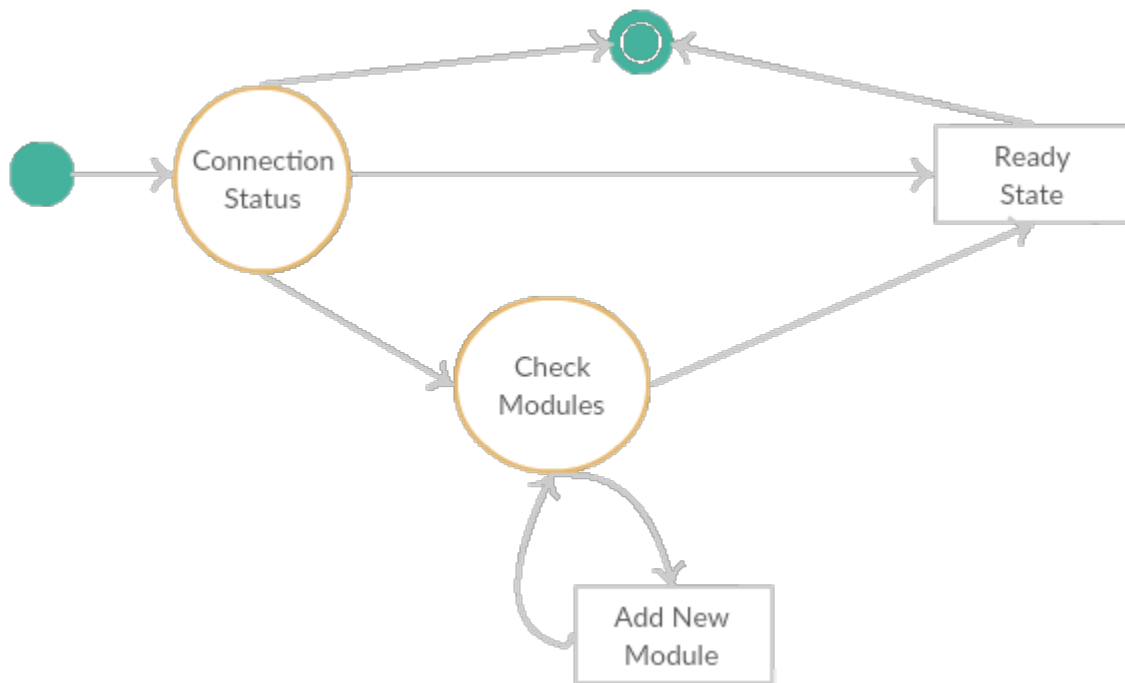 Connection
Status
Ready
State
Check
Modules
Add New
Module